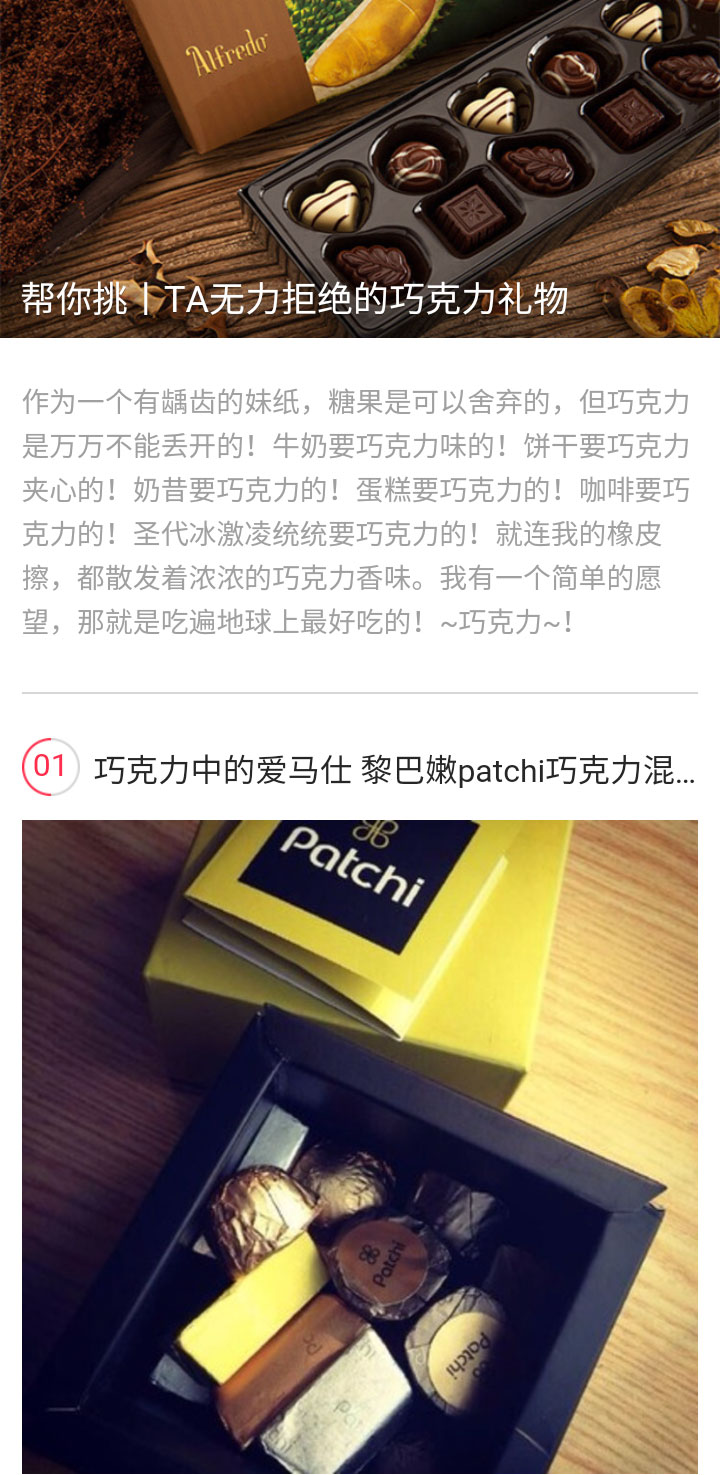 Alfredo
帮你挑丨TA无力拒绝的巧克力礼物
作为一个有龋齿的妹纸，糖果是可以舍弃的，但巧克力
是万万不能丢开的！牛奶要巧克力味的！饼干要巧克力
夹心的！奶昔要巧克力的！蛋糕要巧克力的！咖啡要巧
克力的！圣代冰激凌统统要巧克力的！就连我的橡皮
擦，都散发着浓浓的巧克力香味。我有一个简单的愿
望，那就是吃遍地球上最好吃的！~巧克力~！
01 巧克力中的爱马仕 黎巴嫩patchi巧克力混...
Patchi
Patchi
Patchi